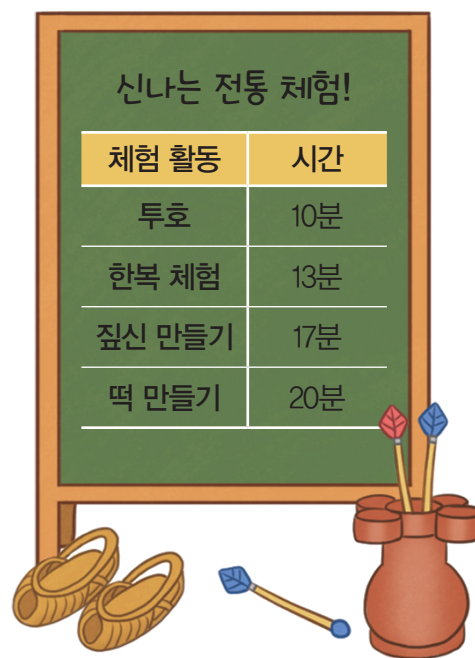 신나는 전통 체험!
체험 활동 시간
투호 10분
한복 체험 13분
짚신 만들기 17분
떡 만들기 20분